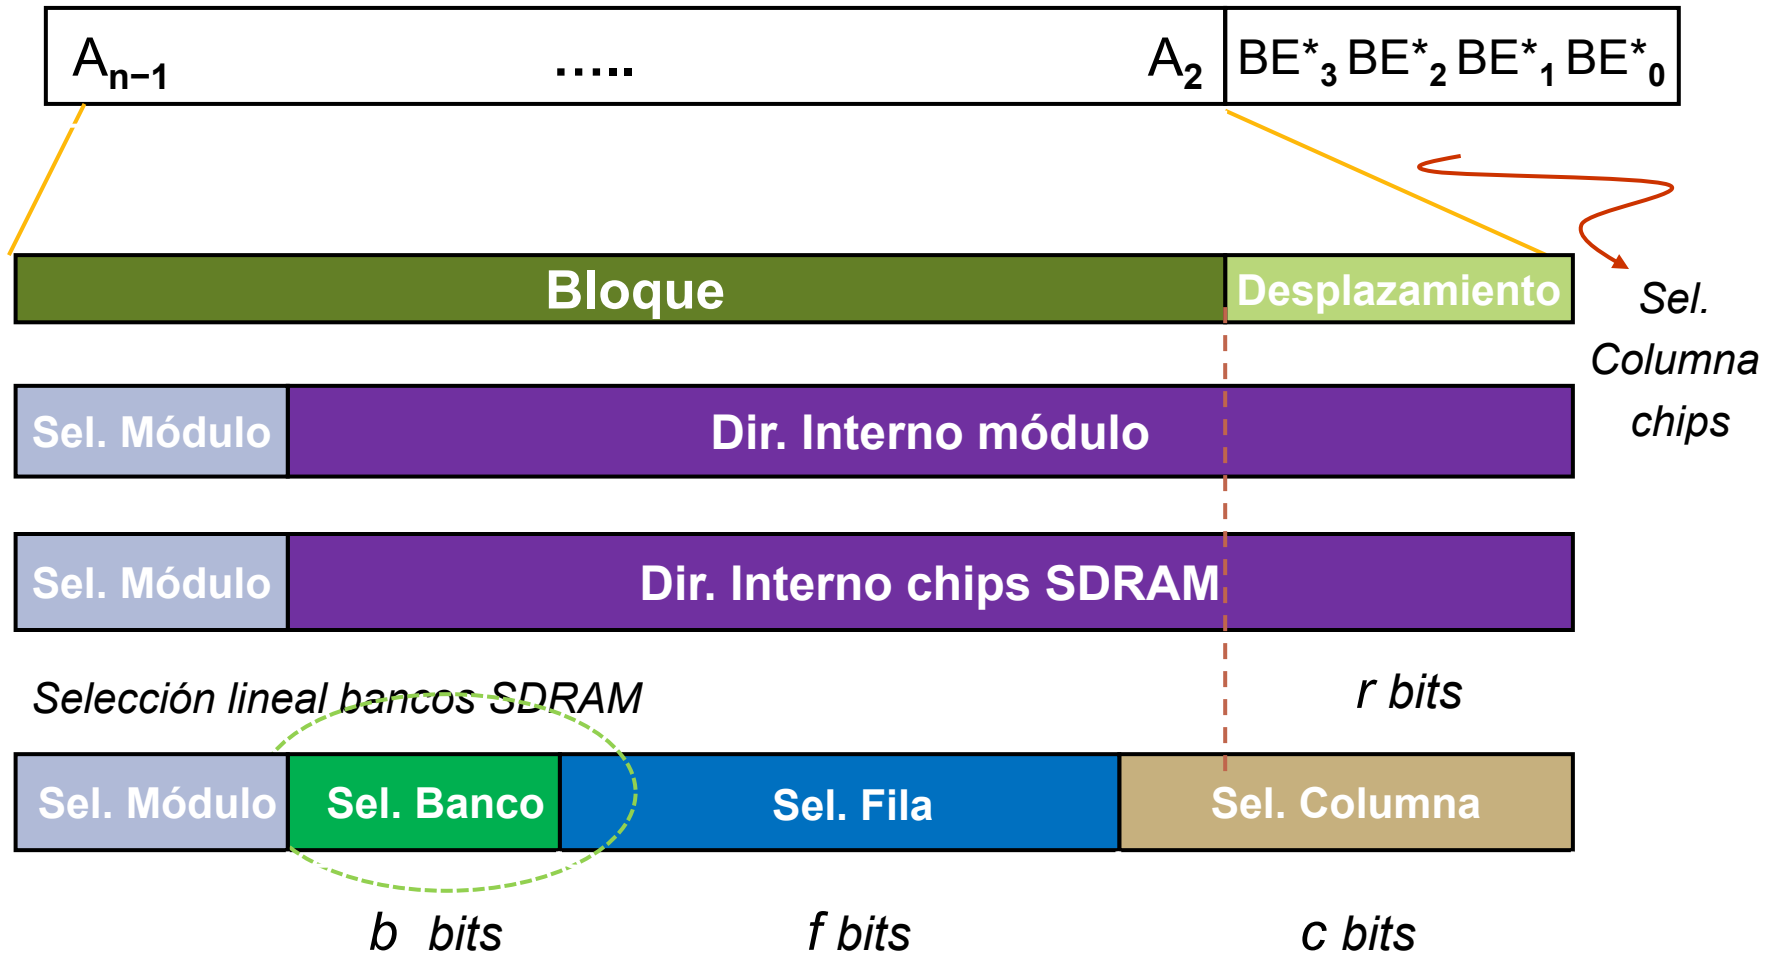 Aₙ₋₁ ..... A₂ BE*₃ BE*₂ BE*₁ BE*₀
Bloque Desplazamiento
Sel. Columna chips
Sel. Módulo Dir. Interno módulo
Sel. Módulo Dir. Interno chips SDRAM
Selección lineal bancos SDRAM r bits
Sel. Módulo Sel. Banco Sel. Fila Sel. Columna
b bits f bits c bits